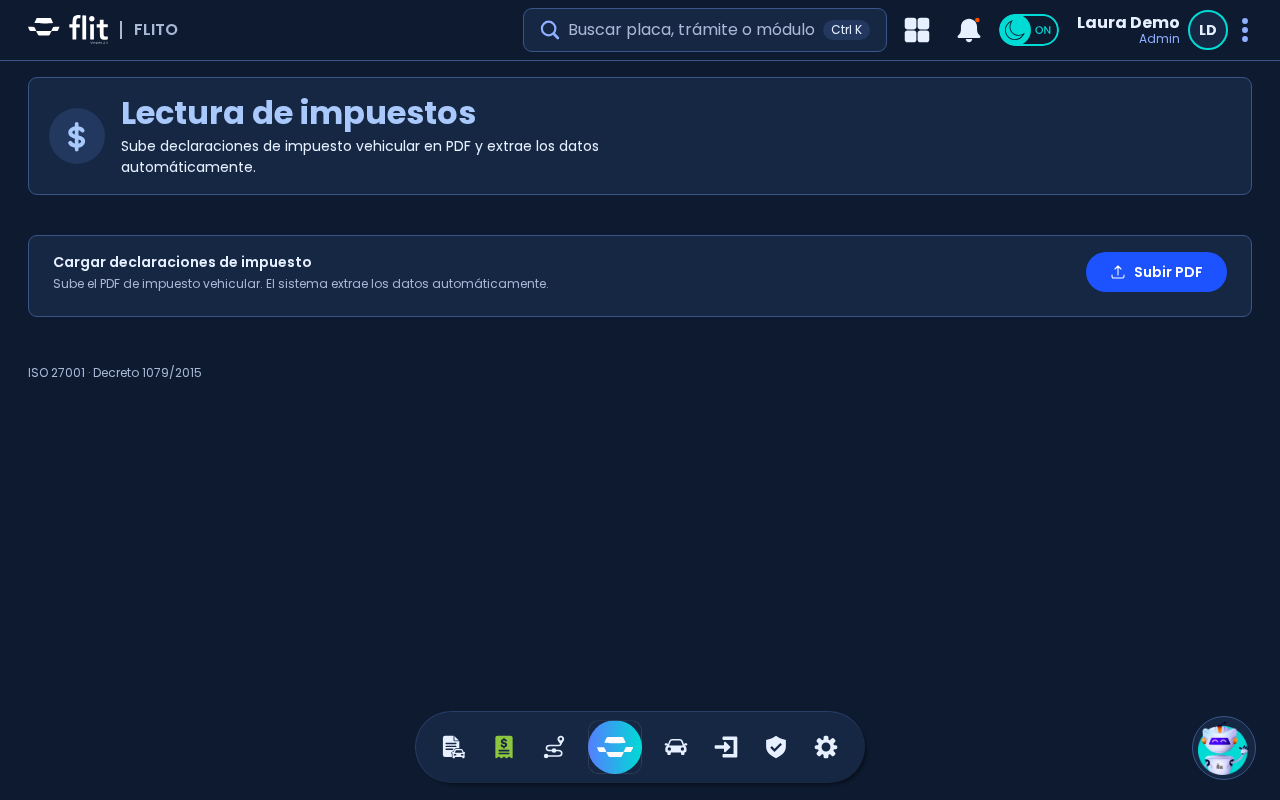 flit
FLITO
Buscar placa, trámite o módulo
Ctrl K
ON
Laura Demo
Admin
LD
$
Lectura de impuestos
Sube declaraciones de impuesto vehicular en PDF y extrae los datos
automáticamente.
Cargar declaraciones de impuesto
Sube el PDF de impuesto vehicular. El sistema extrae los datos automáticamente.
Subir PDF
ISO 27001 · Decreto 1079/2015